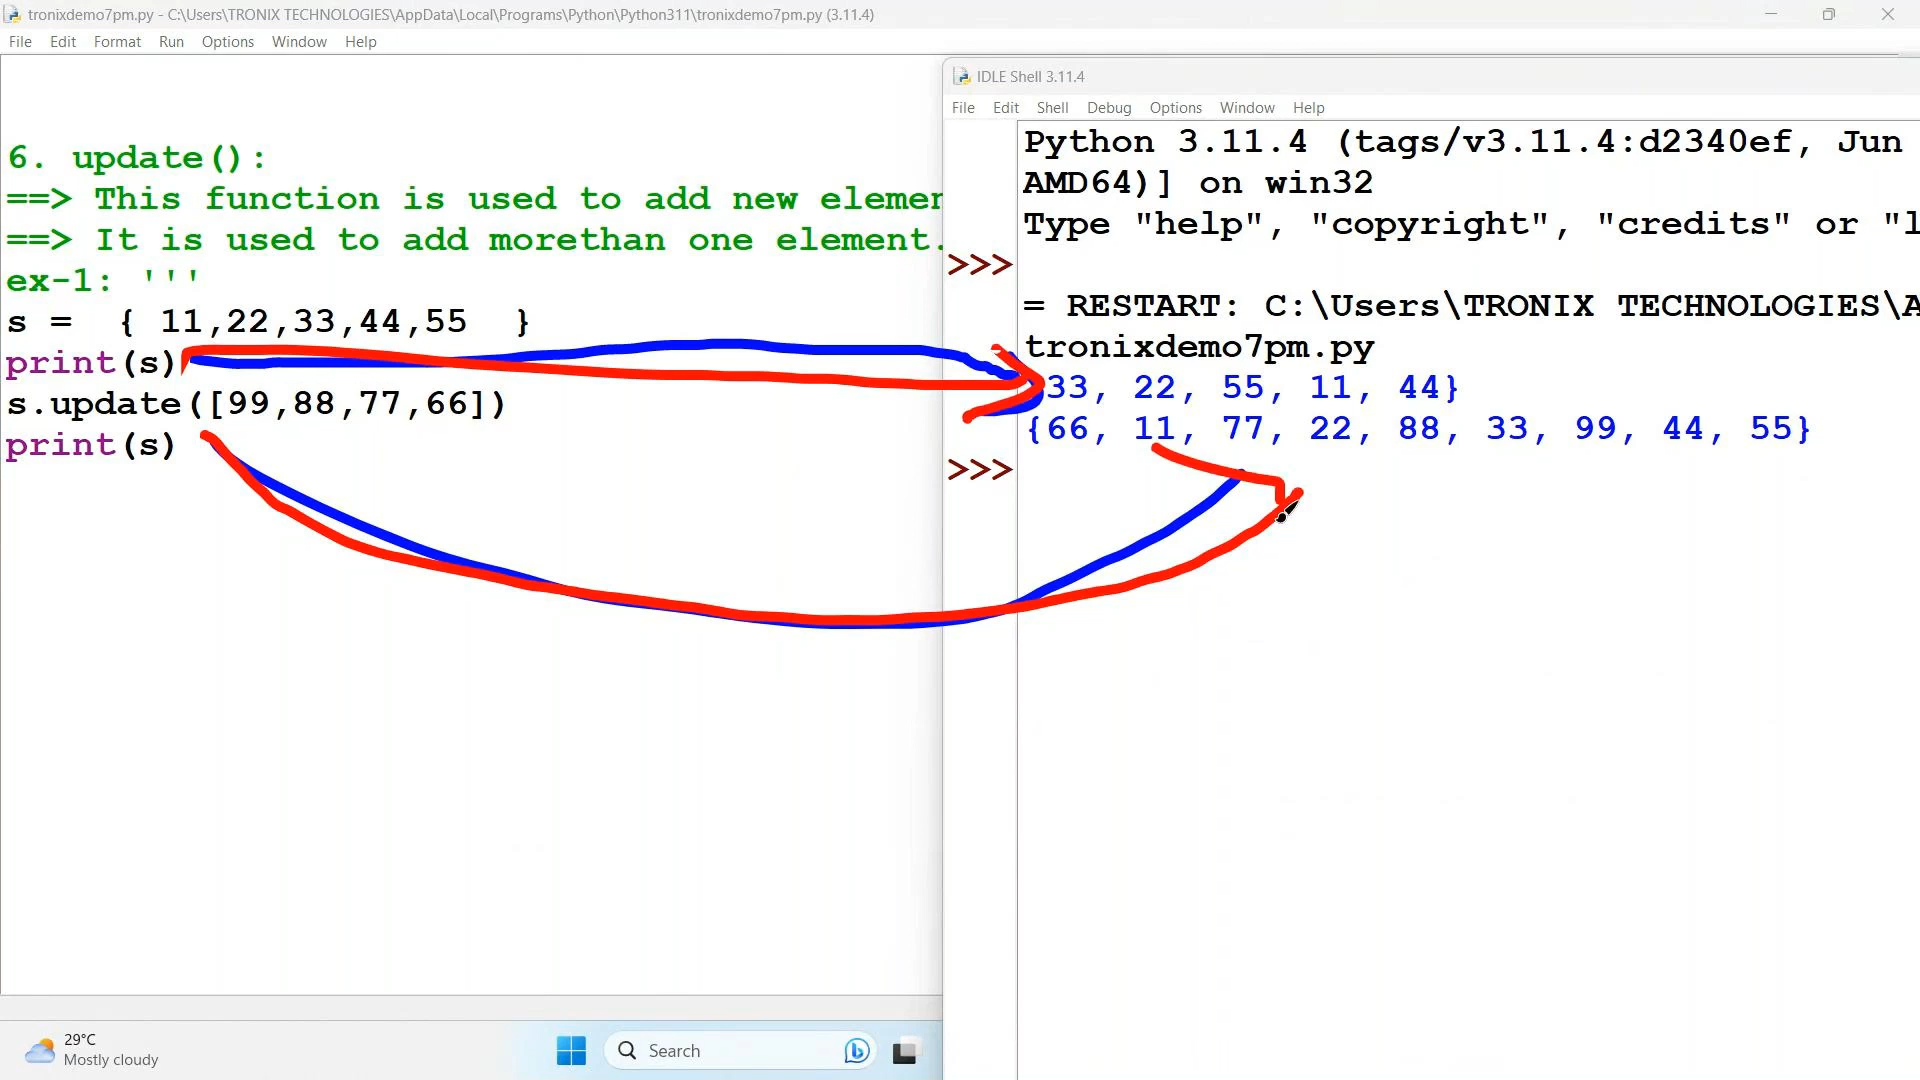 tronixdemo7pm.py - C:\Users\TRONIX TECHNOLOGIES\AppData\Local\Programs\Python\Python311\tronixdemo7pm.py (3.11.4)
File Edit Format Run Options Window Help
6. update():
==> This function is used to add new elemen
==> It is used to add morethan one element.
ex-1: '''
s = { 11,22,33,44,55 }
print(s)
s.update([99,88,77,66])
print(s)
IDLE Shell 3.11.4
File Edit Shell Debug Options Window Help
Python 3.11.4 (tags/v3.11.4:d2340ef, Jun
AMD64)] on win32
Type "help", "copyright", "credits" or "l
>>>
= RESTART: C:\Users\TRONIX TECHNOLOGIES\A
tronixdemo7pm.py
33, 22, 55, 11, 44}
{66, 11, 77, 22, 88, 33, 99, 44, 55}
>>>
29°C
Mostly cloudy
Search